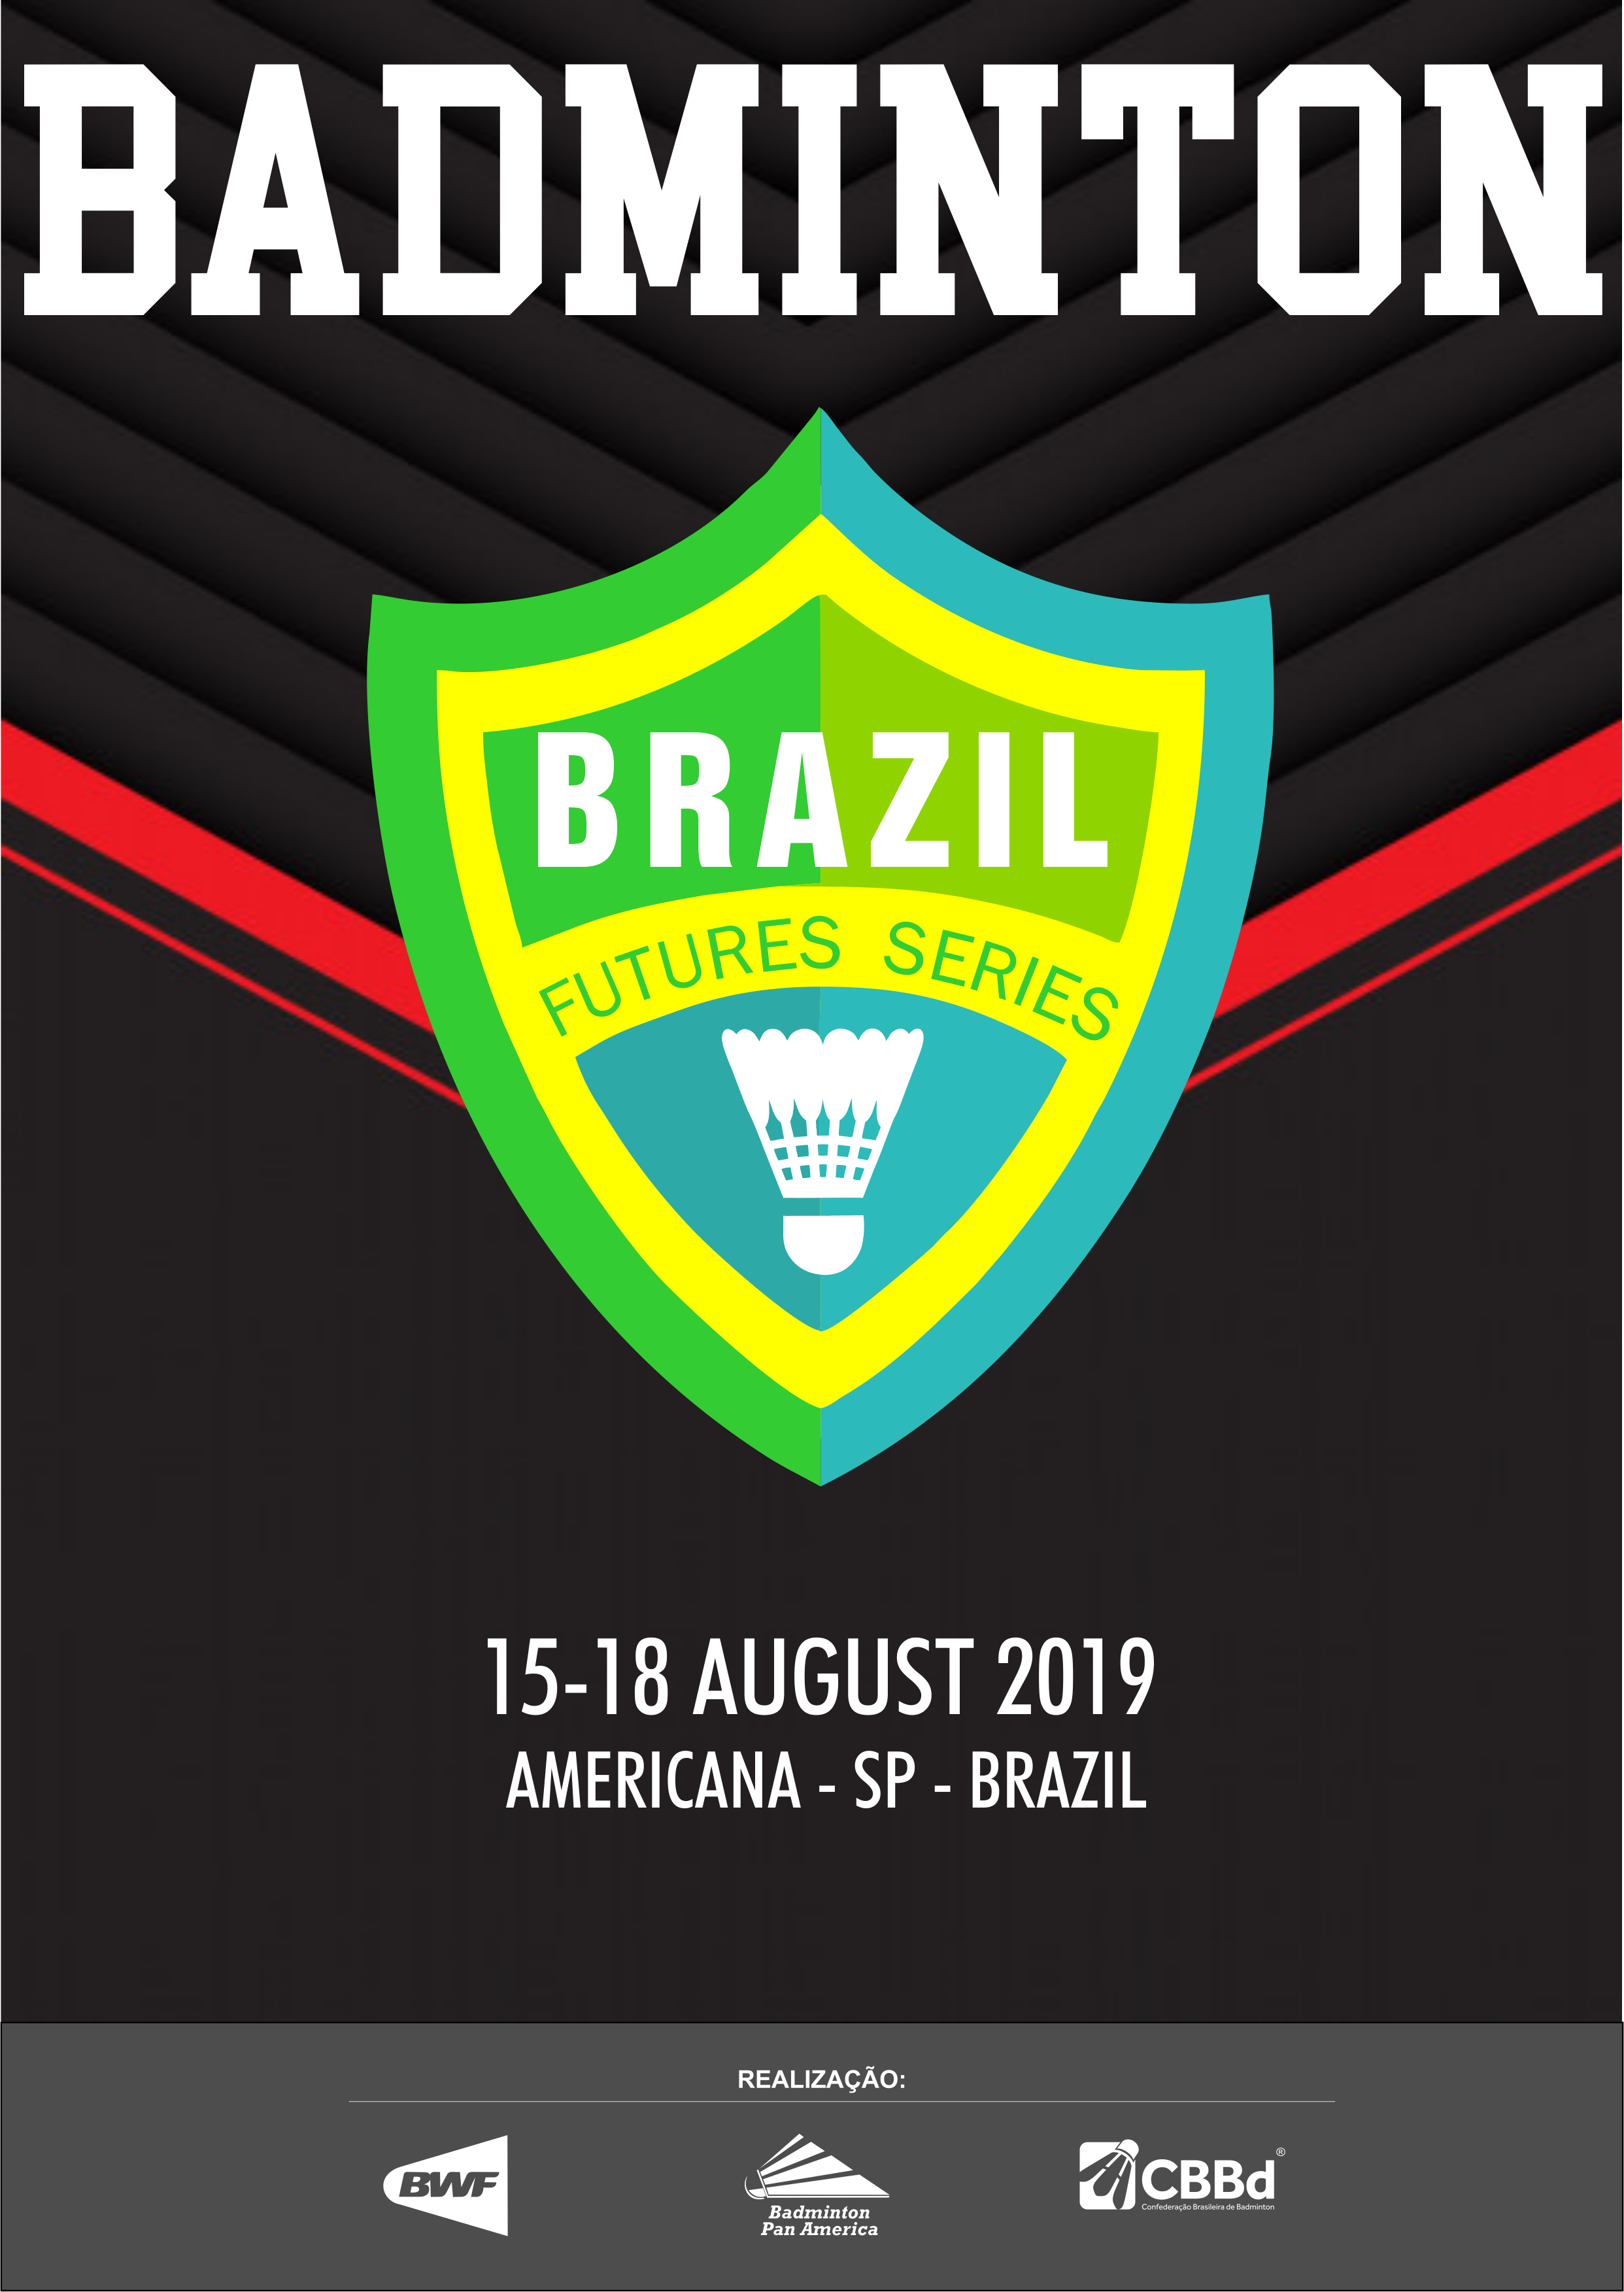 BADMINTON
BRAZIL
FUTURES SERIES
15-18 AUGUST 2019
AMERICANA - SP - BRAZIL
REALIZAÇÃO:
BWF
Badminton
Pan America
CBBd®
Confederação Brasileira de Badminton